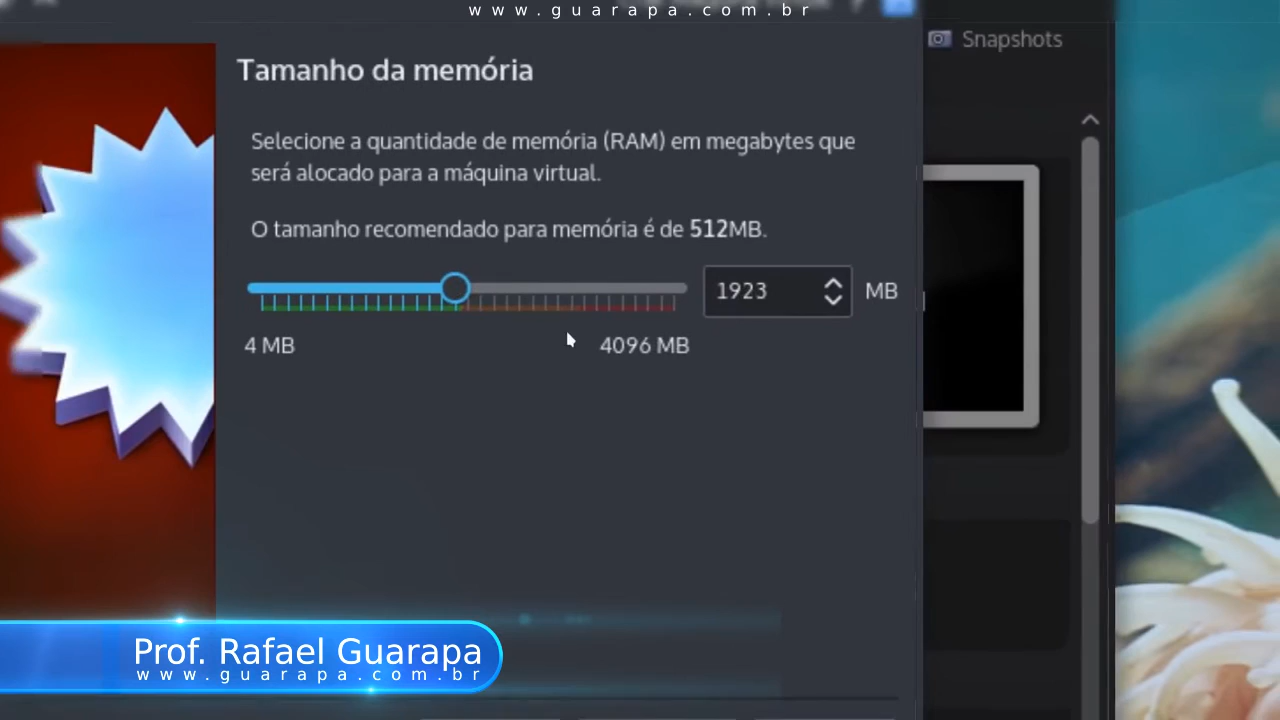 www.guarapa.com.br
Snapshots
Tamanho da memória
Selecione a quantidade de memória (RAM) em megabytes que
será alocado para a máquina virtual.
O tamanho recomendado para memória é de 512MB.
1923 MB
4 MB 4096 MB
Prof. Rafael Guarapa
www.guarapa.com.br